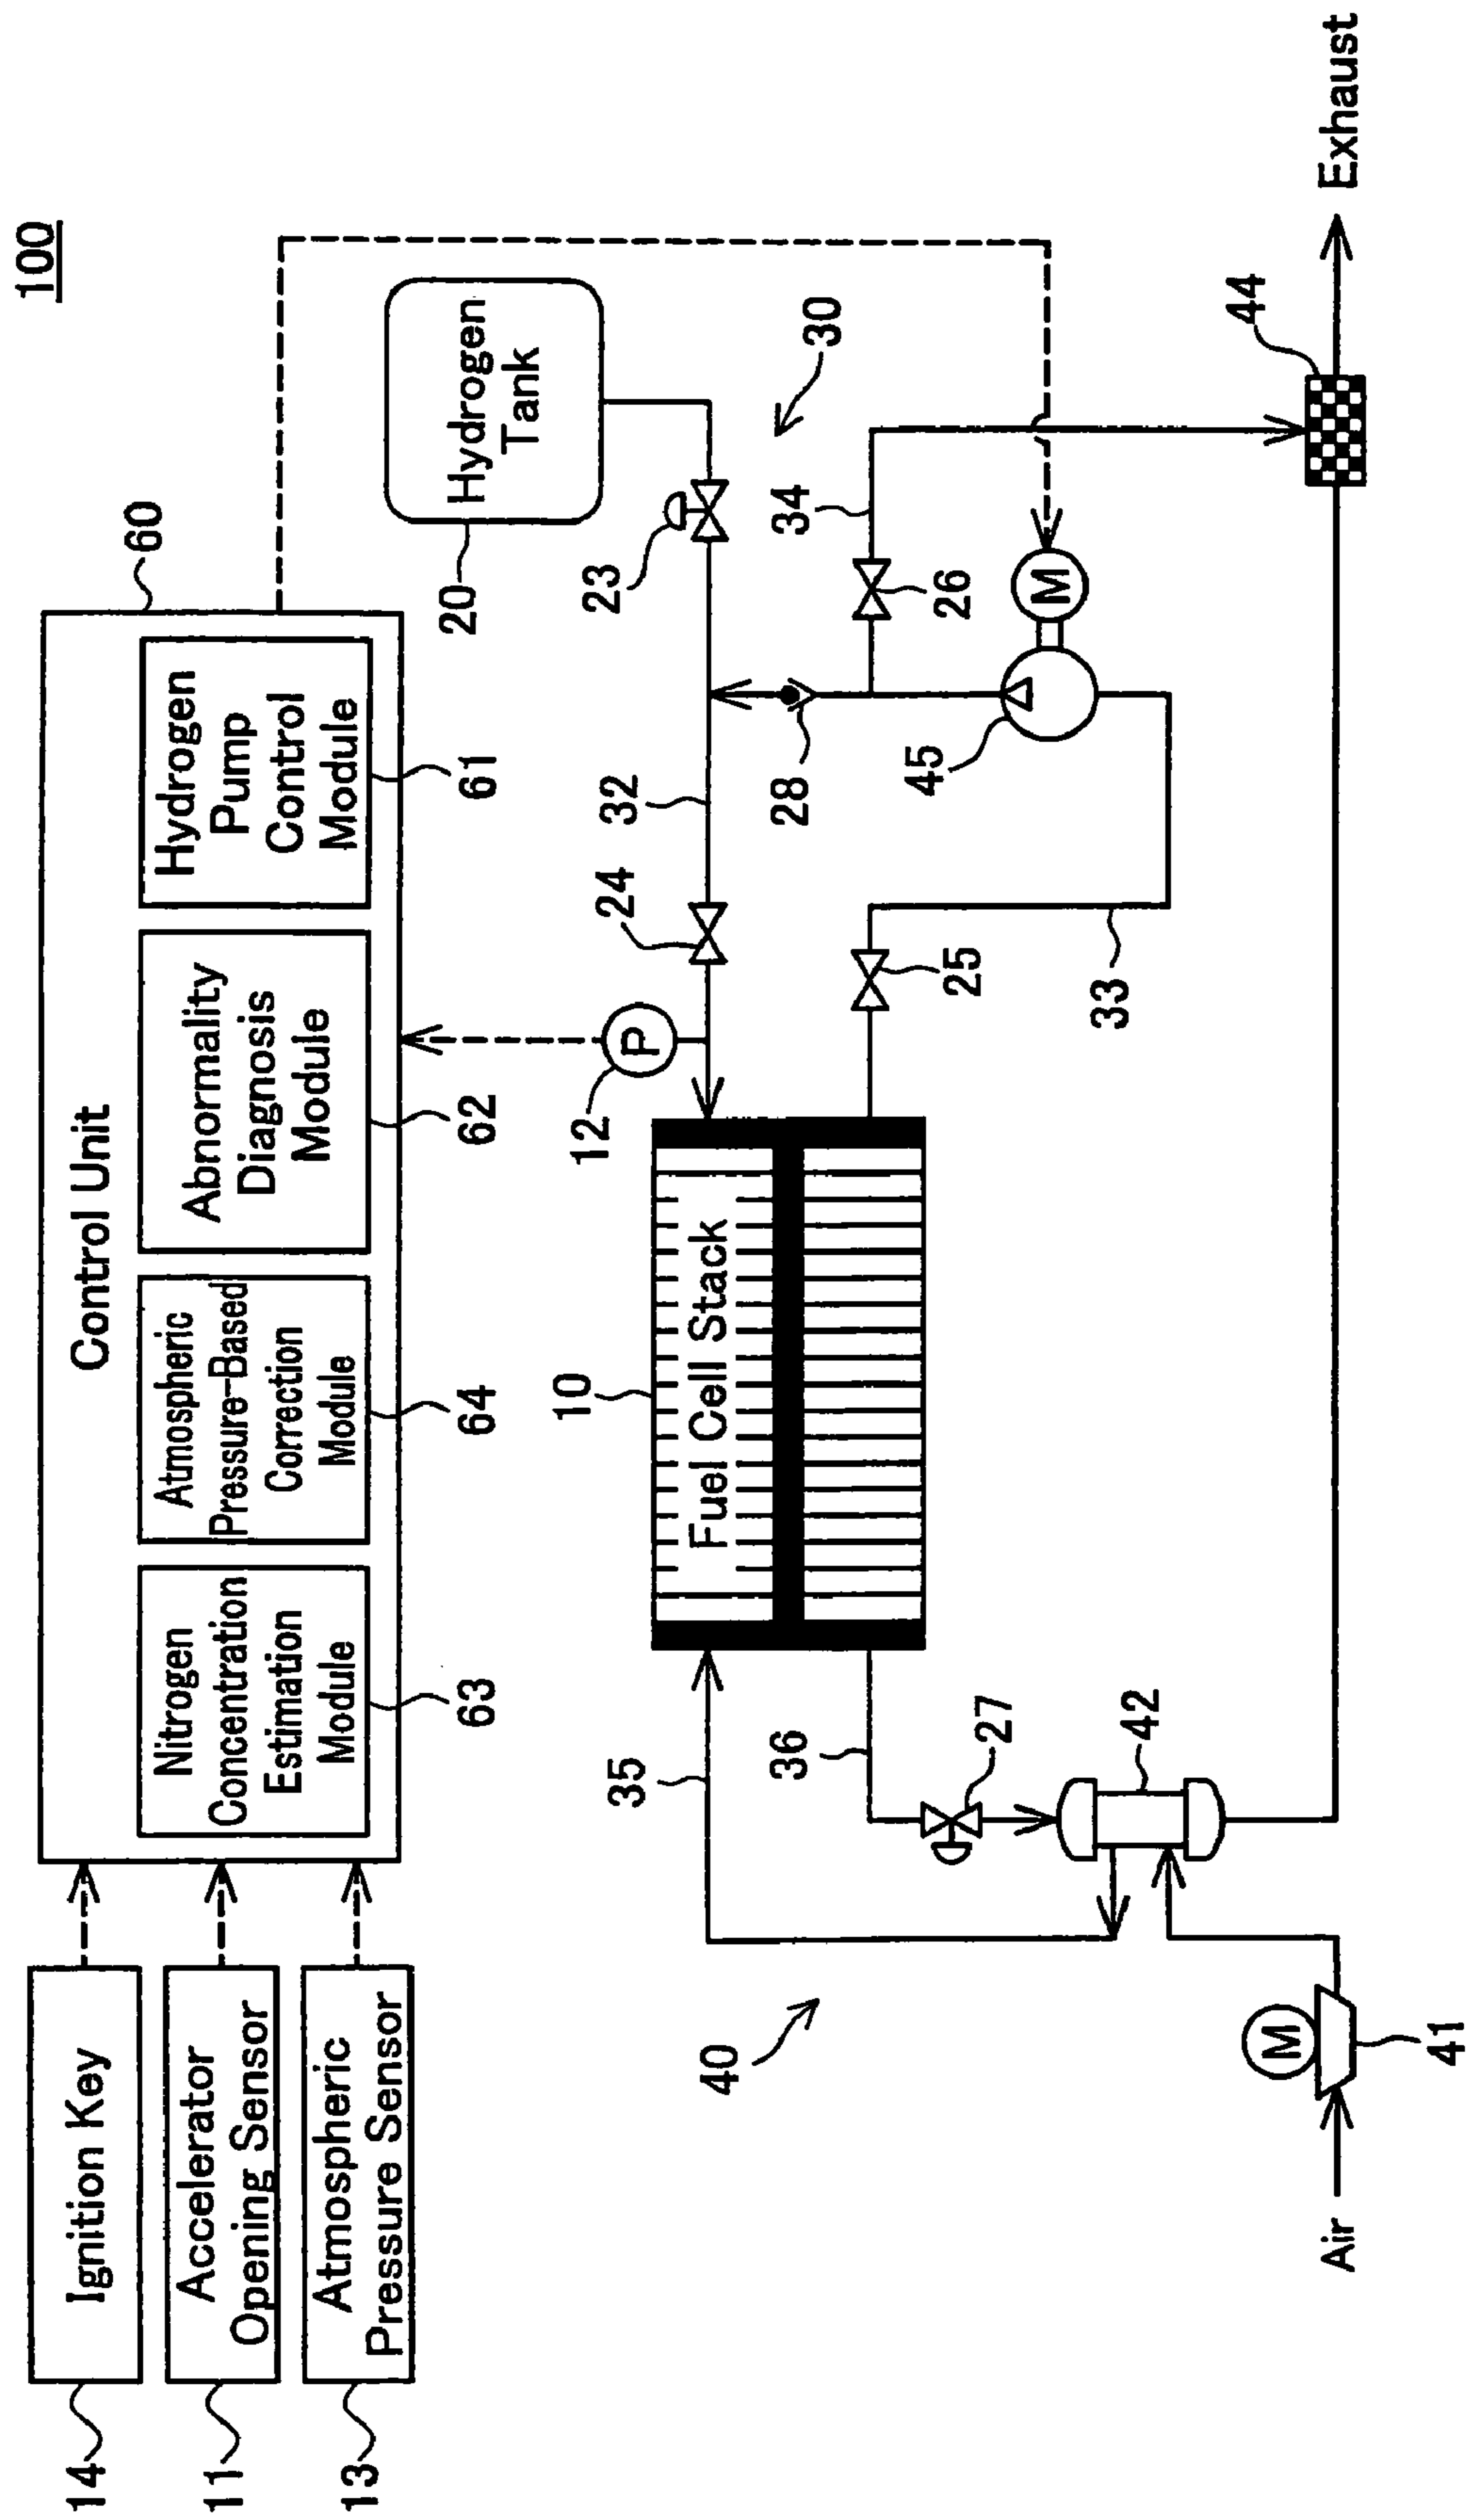 100
Control Unit
60
14
Ignition Key
11
Accelerator
Opening Sensor
13
Atmospheric
Pressure Sensor
Nitrogen
Concentration
Estimation
Module
63
Atmospheric
Pressure-Based
Correction
Module
64
Abnormality
Diagnosis
Module
62
Hydrogen
Pump
Control
Module
61
Hydrogen
Tank
20
23
10
Fuel Cell Stack
12
P
24
32
30
35
36
28
34
40
27
25
45
26
M
42
33
44
M
41
Air
Exhaust